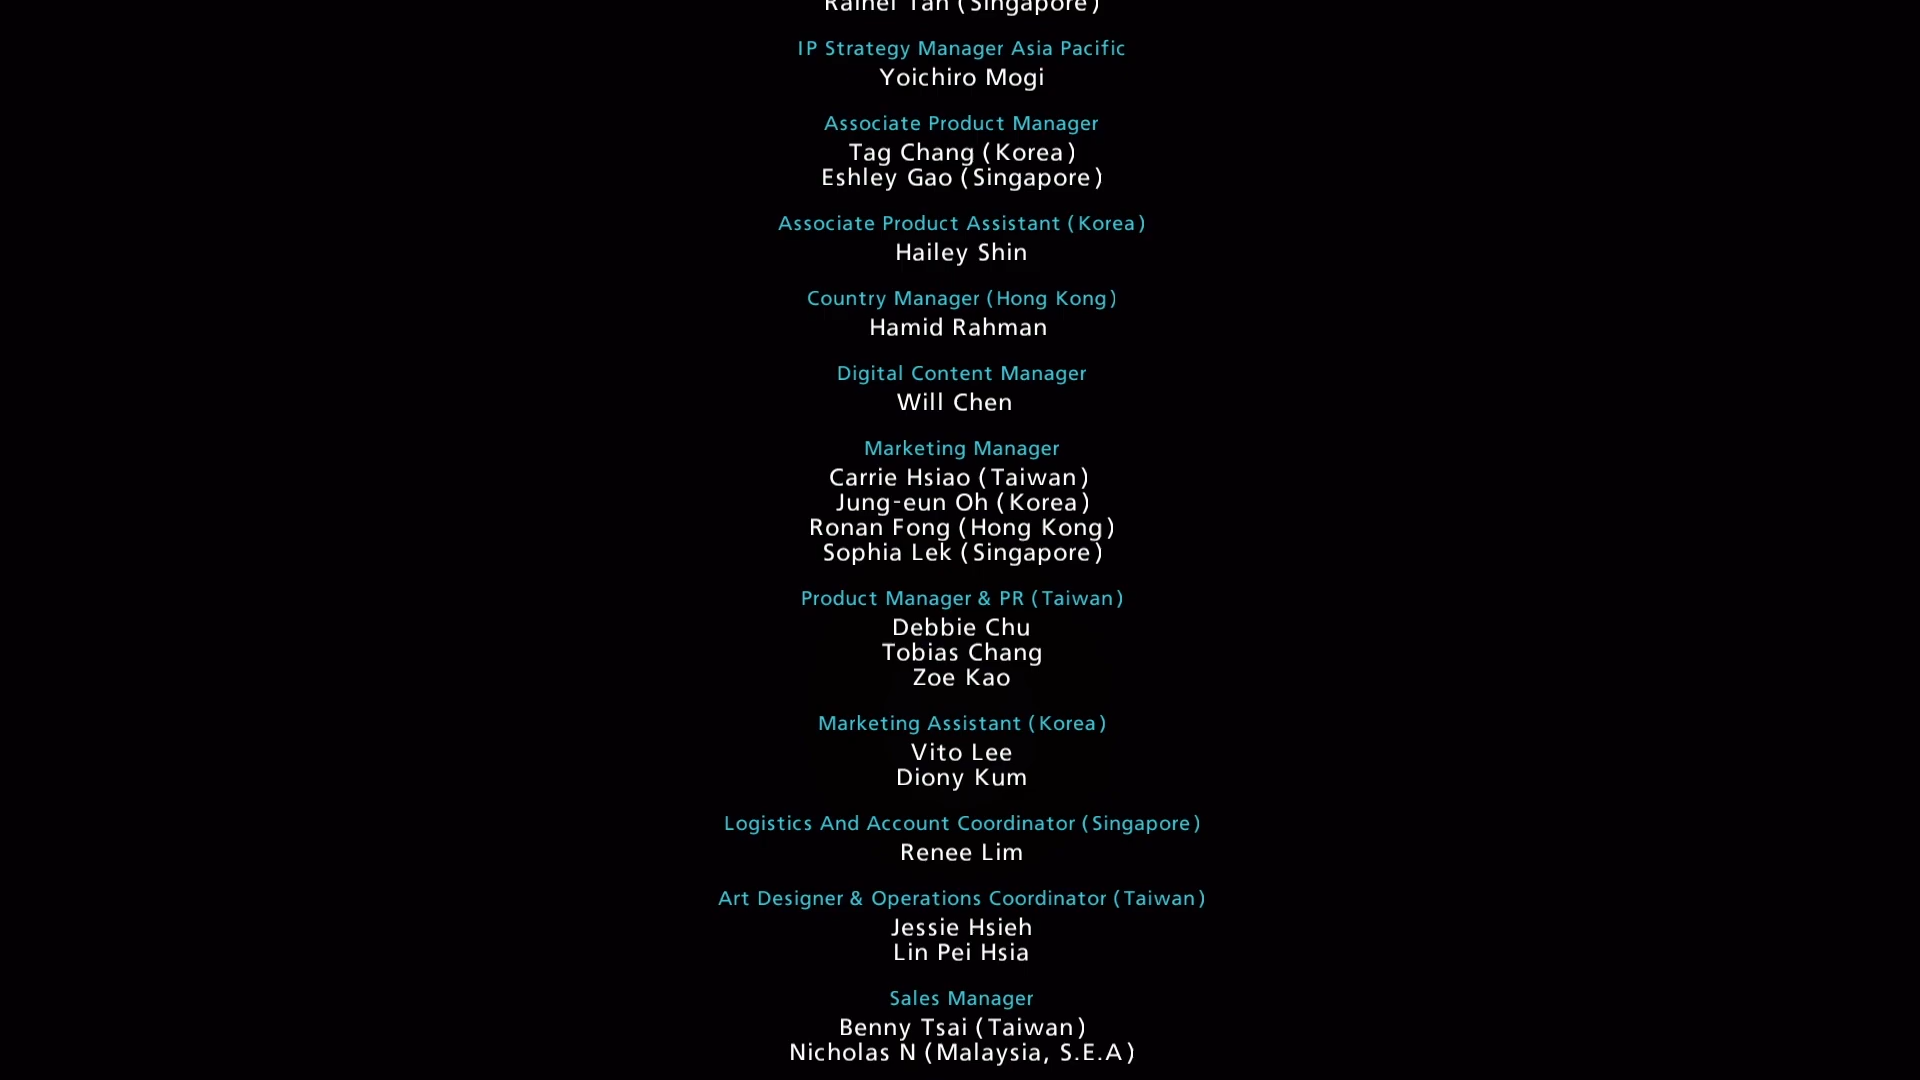 Rainer Tan (Singapore)
IP Strategy Manager Asia Pacific
Yoichiro Mogi
Associate Product Manager
Tag Chang (Korea)
Eshley Gao (Singapore)
Associate Product Assistant (Korea)
Hailey Shin
Country Manager (Hong Kong)
Hamid Rahman
Digital Content Manager
Will Chen
Marketing Manager
Carrie Hsiao (Taiwan)
Jung-eun Oh (Korea)
Ronan Fong (Hong Kong)
Sophia Lek (Singapore)
Product Manager & PR (Taiwan)
Debbie Chu
Tobias Chang
Zoe Kao
Marketing Assistant (Korea)
Vito Lee
Diony Kum
Logistics And Account Coordinator (Singapore)
Renee Lim
Art Designer & Operations Coordinator (Taiwan)
Jessie Hsieh
Lin Pei Hsia
Sales Manager
Benny Tsai (Taiwan)
Nicholas N (Malaysia, S.E.A)